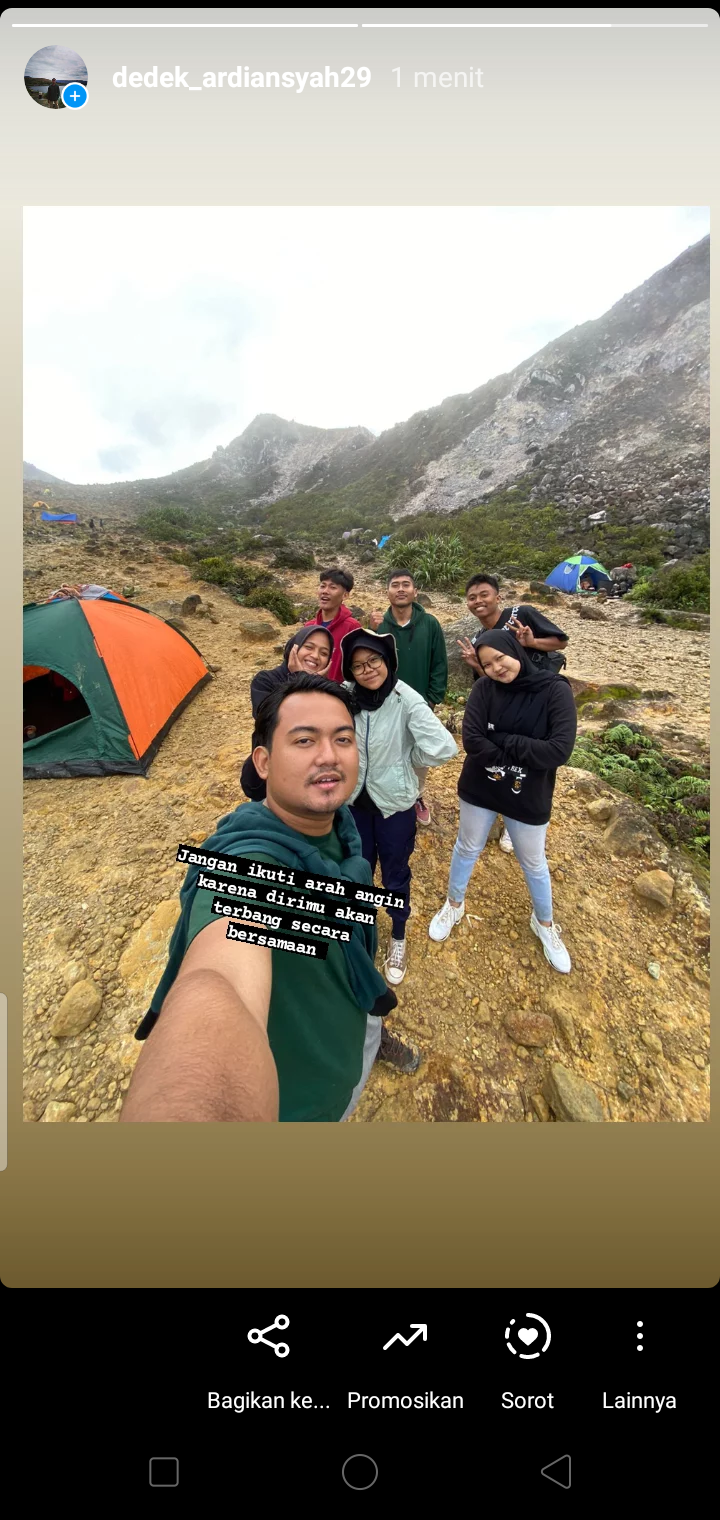 dedek_ardiansyah29 1 menit
Jangan ikuti arah angin
karena dirimu akan
terbang secara
bersamaan
Bagikan ke... Promosikan Sorot Lainnya